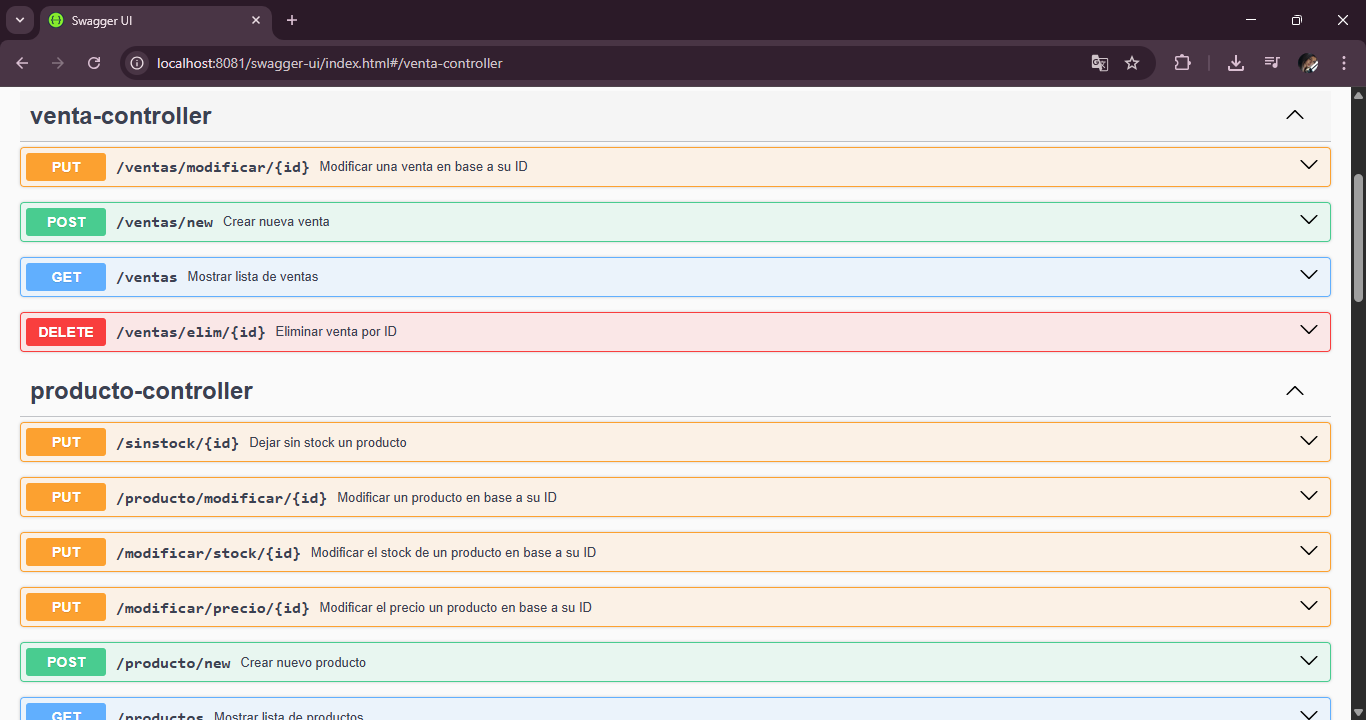 Swagger UI
localhost:8081/swagger-ui/index.html#/venta-controller
venta-controller
PUT /ventas/modificar/{id} Modificar una venta en base a su ID
POST /ventas/new Crear nueva venta
GET /ventas Mostrar lista de ventas
DELETE /ventas/elim/{id} Eliminar venta por ID
producto-controller
PUT /sinstock/{id} Dejar sin stock un producto
PUT /producto/modificar/{id} Modificar un producto en base a su ID
PUT /modificar/stock/{id} Modificar el stock de un producto en base a su ID
PUT /modificar/precio/{id} Modificar el precio un producto en base a su ID
POST /producto/new Crear nuevo producto
GET /productos Mostrar lista de productos